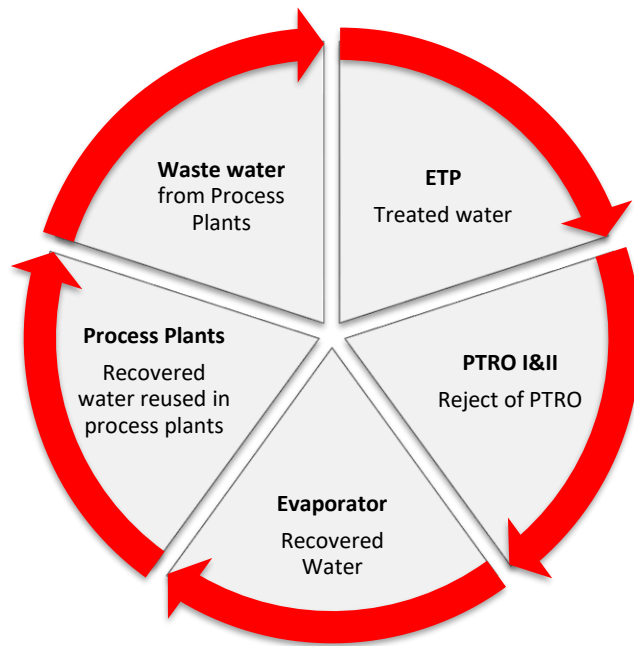 Waste water
from Process
Plants
ETP
Treated water
PTRO I&II
Reject of PTRO
Evaporator
Recovered
Water
Process Plants
Recovered
water reused in
process plants